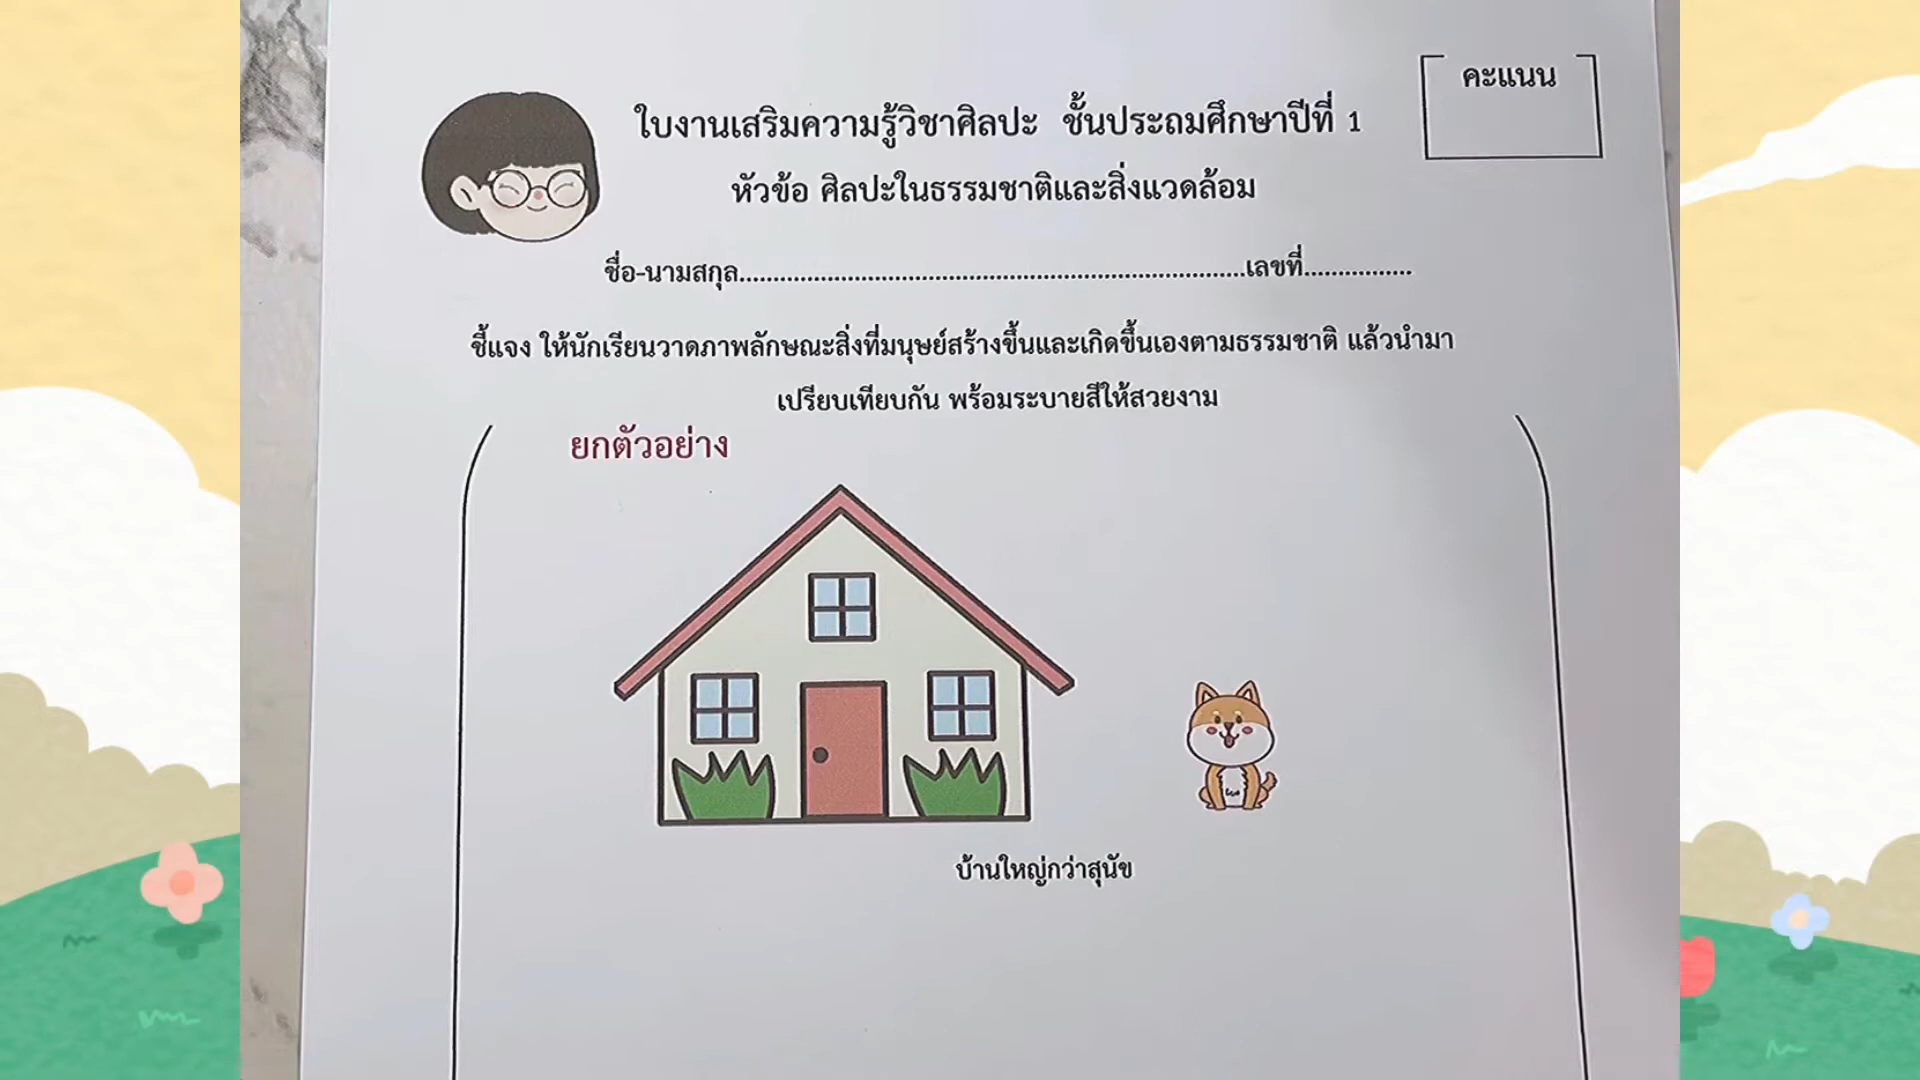 คะแนน
ใบงานเสริมความรู้วิชาศิลปะ ชั้นประถมศึกษาปีที่ 1
หัวข้อ ศิลปะในธรรมชาติและสิ่งแวดล้อม
ชื่อ-นามสกุล...........................................................................เลขที่................
ชี้แจง ให้นักเรียนวาดภาพลักษณะสิ่งที่มนุษย์สร้างขึ้นและเกิดขึ้นเองตามธรรมชาติ แล้วนำมา
เปรียบเทียบกัน พร้อมระบายสีให้สวยงาม
ยกตัวอย่าง
บ้านใหญ่กว่าสุนัข